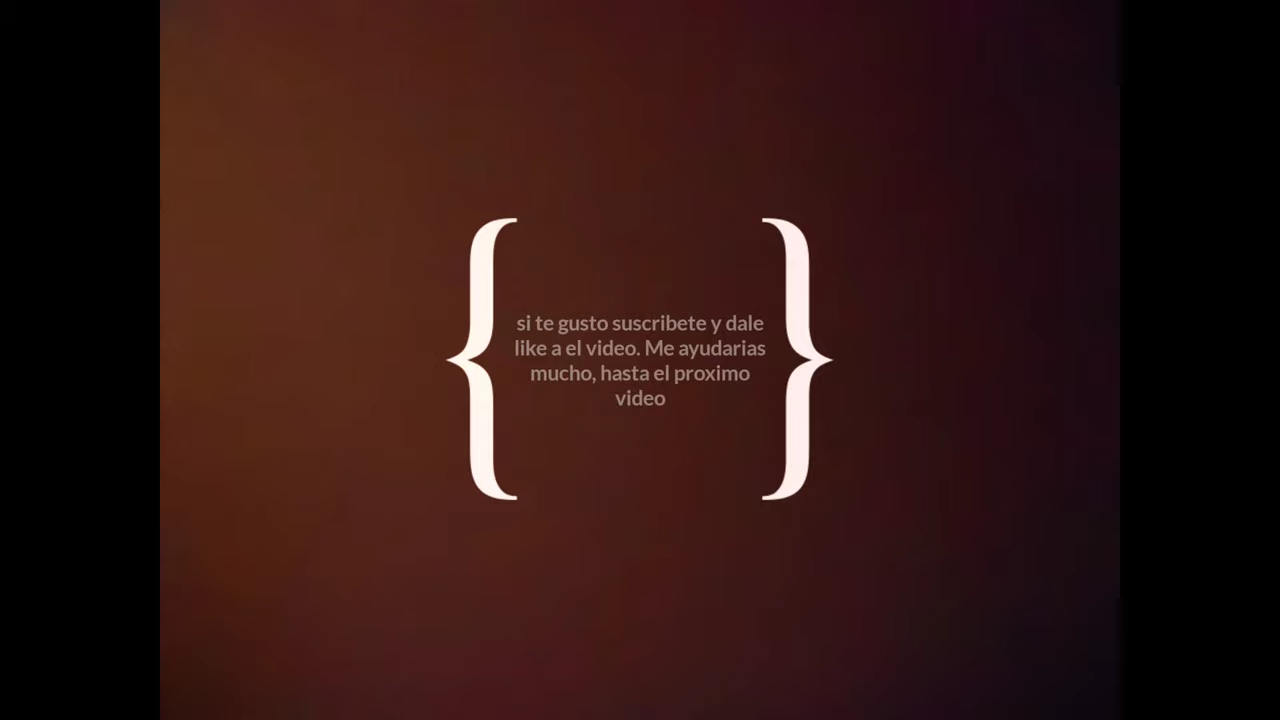 si te gusto suscribete y dale
like a el video. Me ayudarias
mucho, hasta el proximo
video